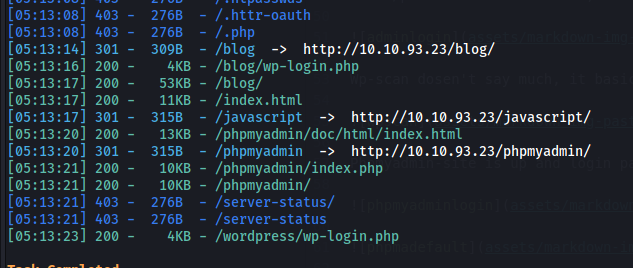 [05:13:08] 403 -  276B  - /.httr-oauth
[05:13:08] 403 -  276B  - /.php
[05:13:14] 301 -  309B  - /blog  ->  http://10.10.93.23/blog/
[05:13:16] 200 -    4KB - /blog/wp-login.php
[05:13:17] 200 -   53KB - /blog/
[05:13:17] 200 -   11KB - /index.html
[05:13:17] 301 -  315B  - /javascript  ->  http://10.10.93.23/javascript/
[05:13:20] 200 -   13KB - /phpmyadmin/doc/html/index.html
[05:13:20] 301 -  315B  - /phpmyadmin  ->  http://10.10.93.23/phpmyadmin/
[05:13:21] 200 -   10KB - /phpmyadmin/index.php
[05:13:21] 200 -   10KB - /phpmyadmin/
[05:13:21] 403 -  276B  - /server-status/
[05:13:21] 403 -  276B  - /server-status
[05:13:23] 200 -    4KB - /wordpress/wp-login.php
Task Completed